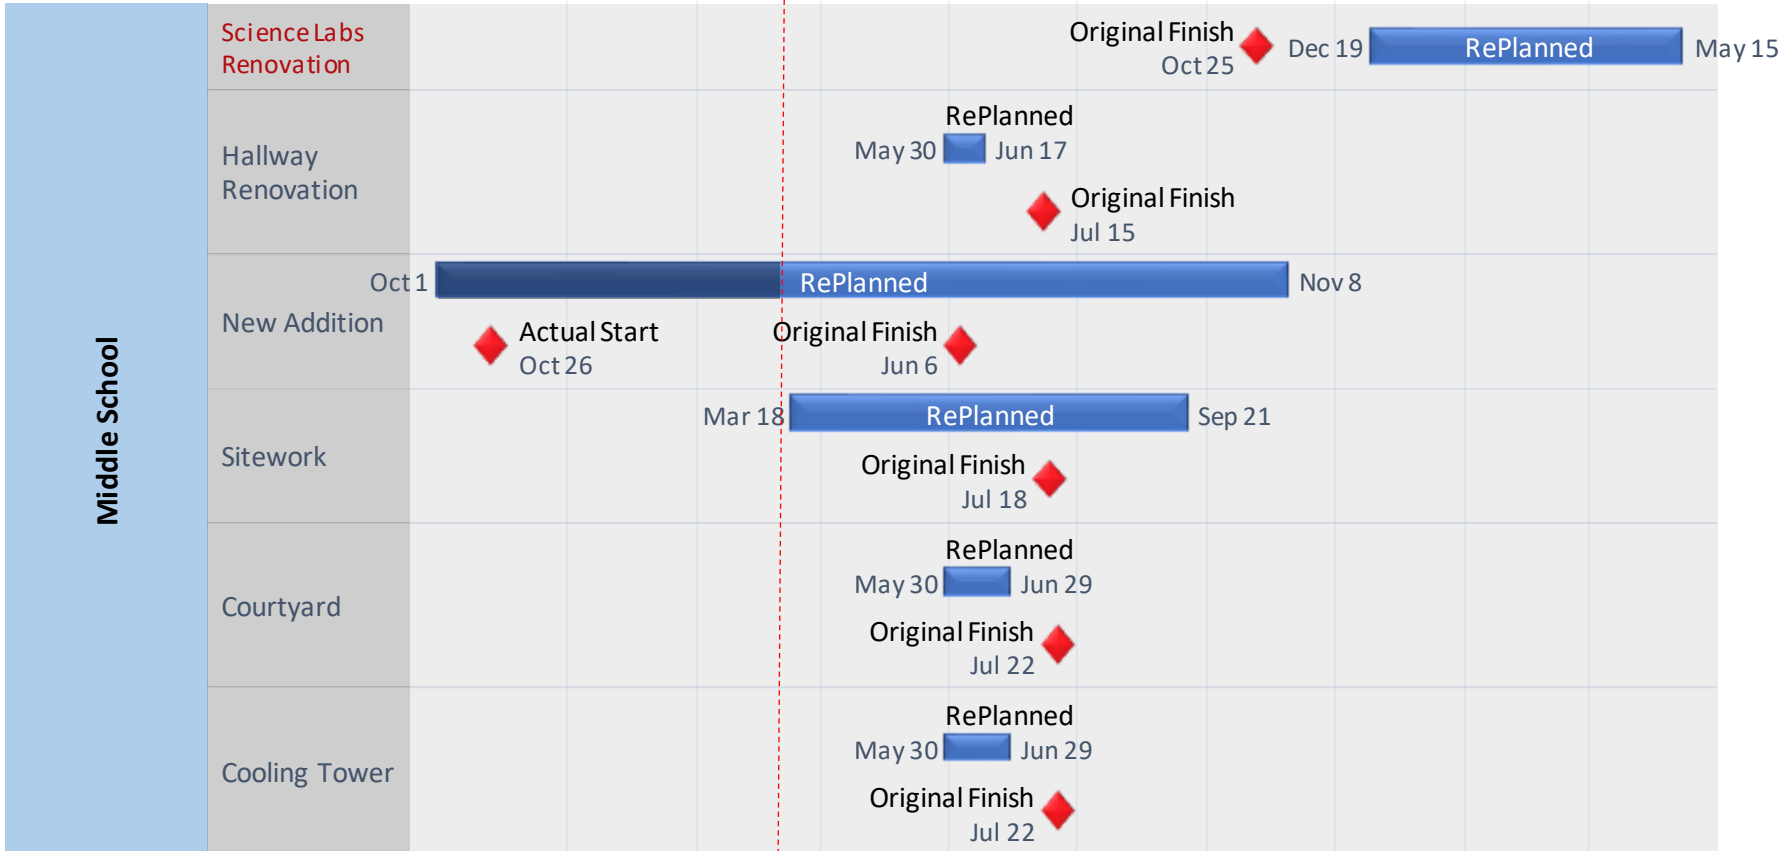 Middle School
Science Labs
Renovation
Original Finish
Oct 25
Dec 19
RePlanned
May 15
Hallway
Renovation
RePlanned
May 30
Jun 17
Original Finish
Jul 15
New Addition
Oct 1
RePlanned
Nov 8
Actual Start
Oct 26
Original Finish
Jun 6
Sitework
Mar 18
RePlanned
Sep 21
Original Finish
Jul 18
Courtyard
RePlanned
May 30
Jun 29
Original Finish
Jul 22
Cooling Tower
RePlanned
May 30
Jun 29
Original Finish
Jul 22